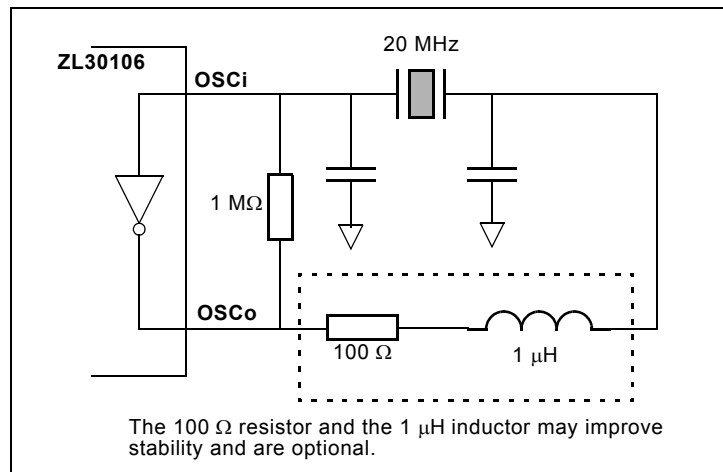 20 MHz
ZL30106
OSCi
1 MΩ
OSCo
100 Ω
1 μH
The 100 Ω resistor and the 1 μH inductor may improve
stability and are optional.